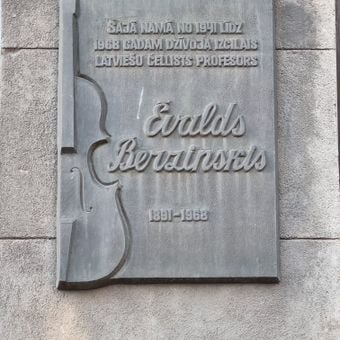 ŠAJĀ NAMĀ NO 1941 LĪDZ
1968 GADAM DZĪVOJA IZCILAIS
LATVIEŠU ČELLISTS PROFESORS
Ēvalds
Berzinskis
1891-1968